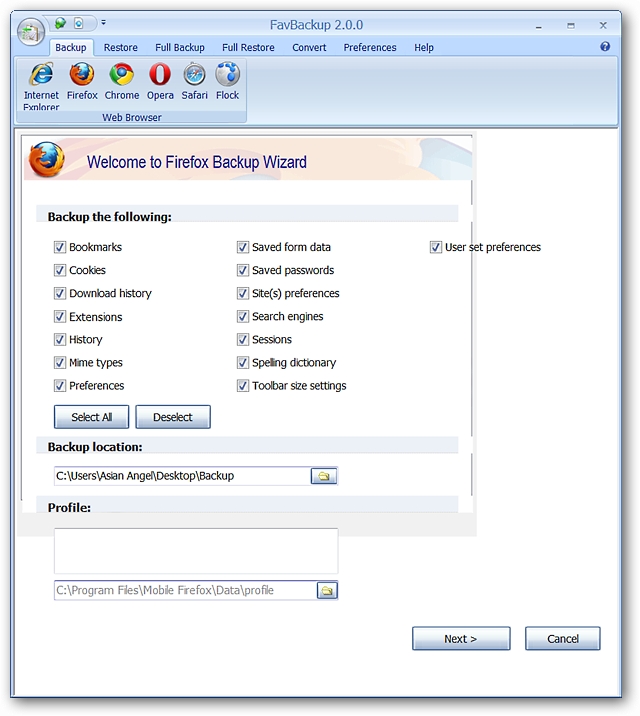 FavBackup 2.0.0
Backup Restore Full Backup Full Restore Convert Preferences Help
Internet Explorer Firefox Chrome Opera Safari Flock
Web Browser
Welcome to Firefox Backup Wizard
Backup the following:
Bookmarks Saved form data User set preferences
Cookies Saved passwords
Download history Site(s) preferences
Extensions Search engines
History Sessions
Mime types Spelling dictionary
Preferences Toolbar size settings
Select All Deselect
Backup location:
C:\Users\Asian Angel\Desktop\Backup
Profile:
C:\Program Files\Mobile Firefox\Data\profile
Next > Cancel